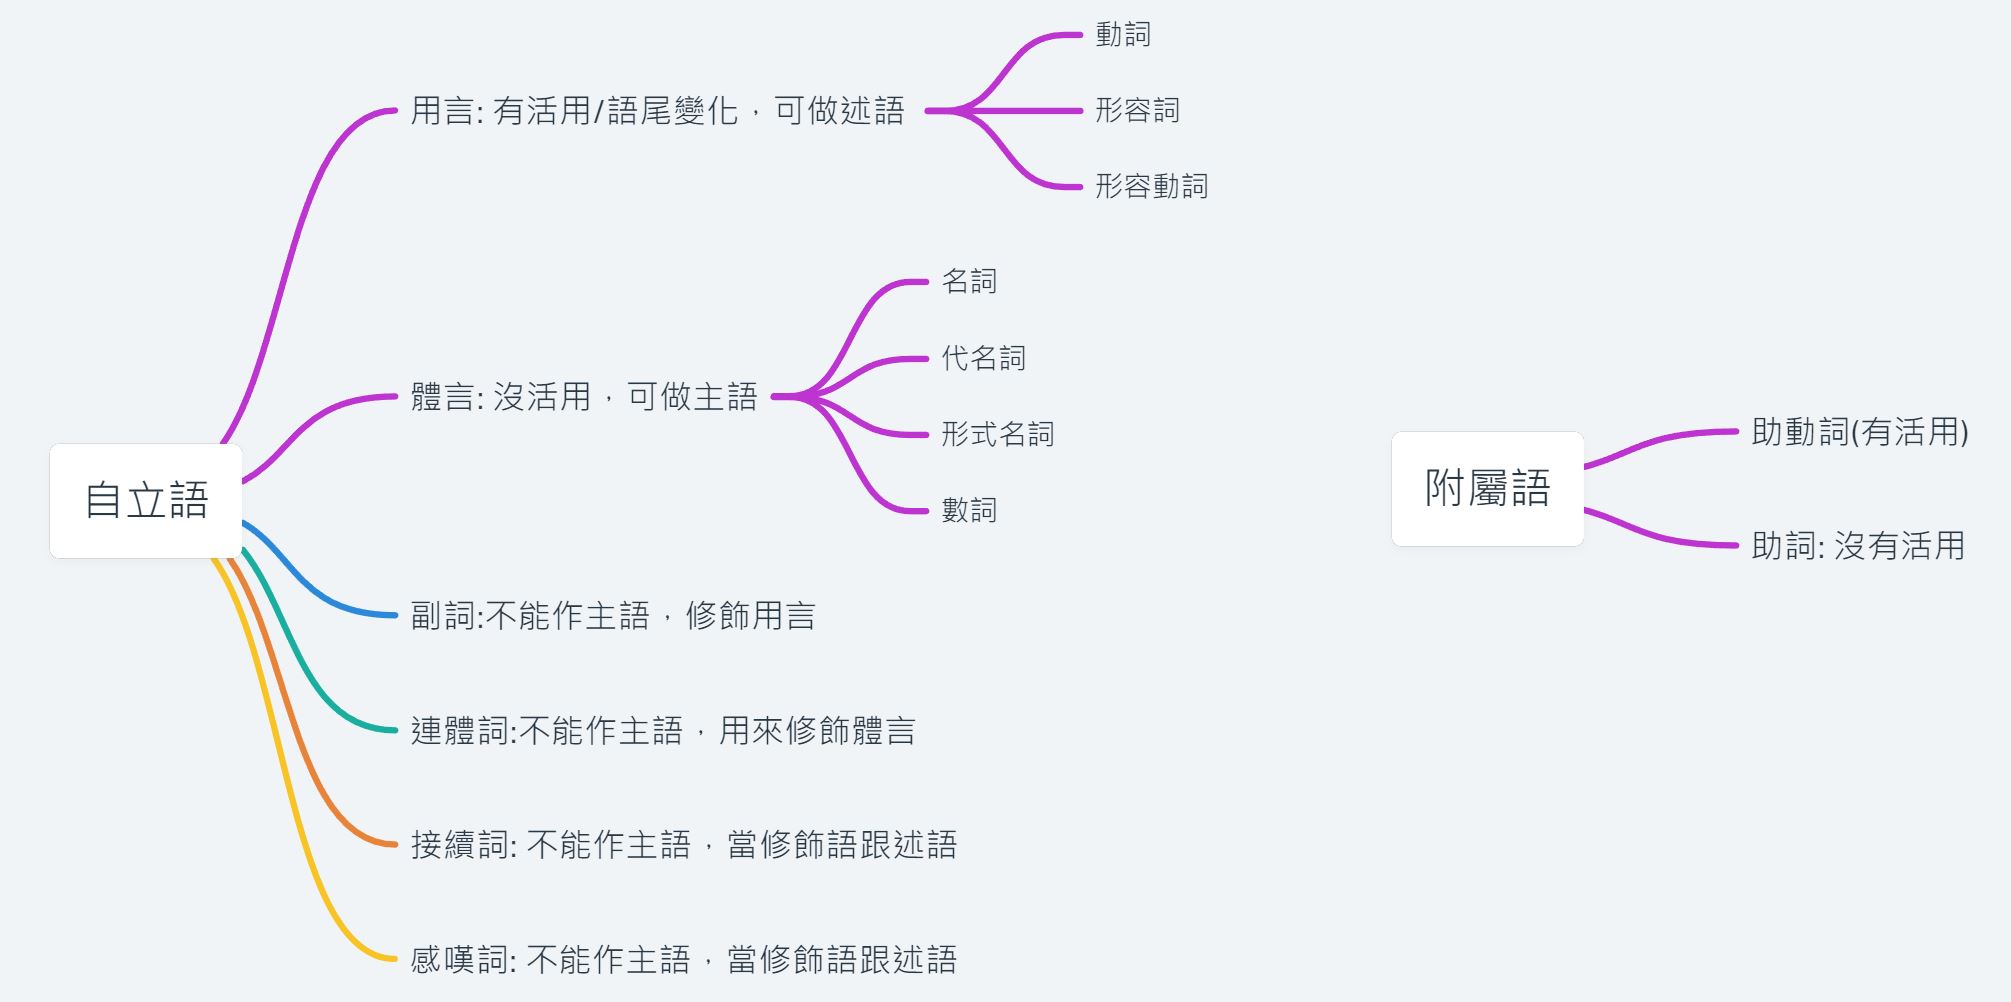 自立語
用言: 有活用/語尾變化，可做述語
動詞
形容詞
形容動詞
體言: 沒活用，可做主語
名詞
代名詞
形式名詞
數詞
副詞:不能作主語，修飾用言
連體詞:不能作主語，用來修飾體言
接續詞: 不能作主語，當修飾語跟述語
感嘆詞: 不能作主語，當修飾語跟述語
附屬語
助動詞(有活用)
助詞: 沒有活用